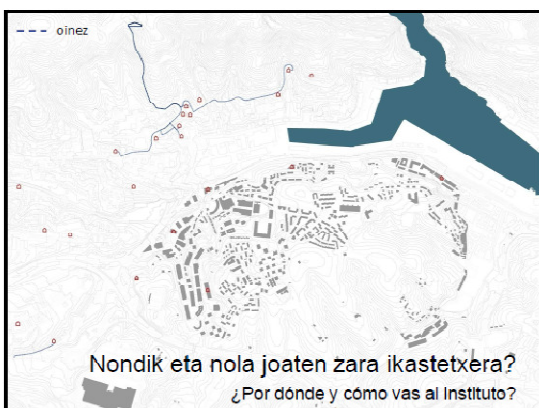 oinez
Nondik eta nola joaten zara ikastetxera?
¿Por dónde y cómo vas al Instituto?